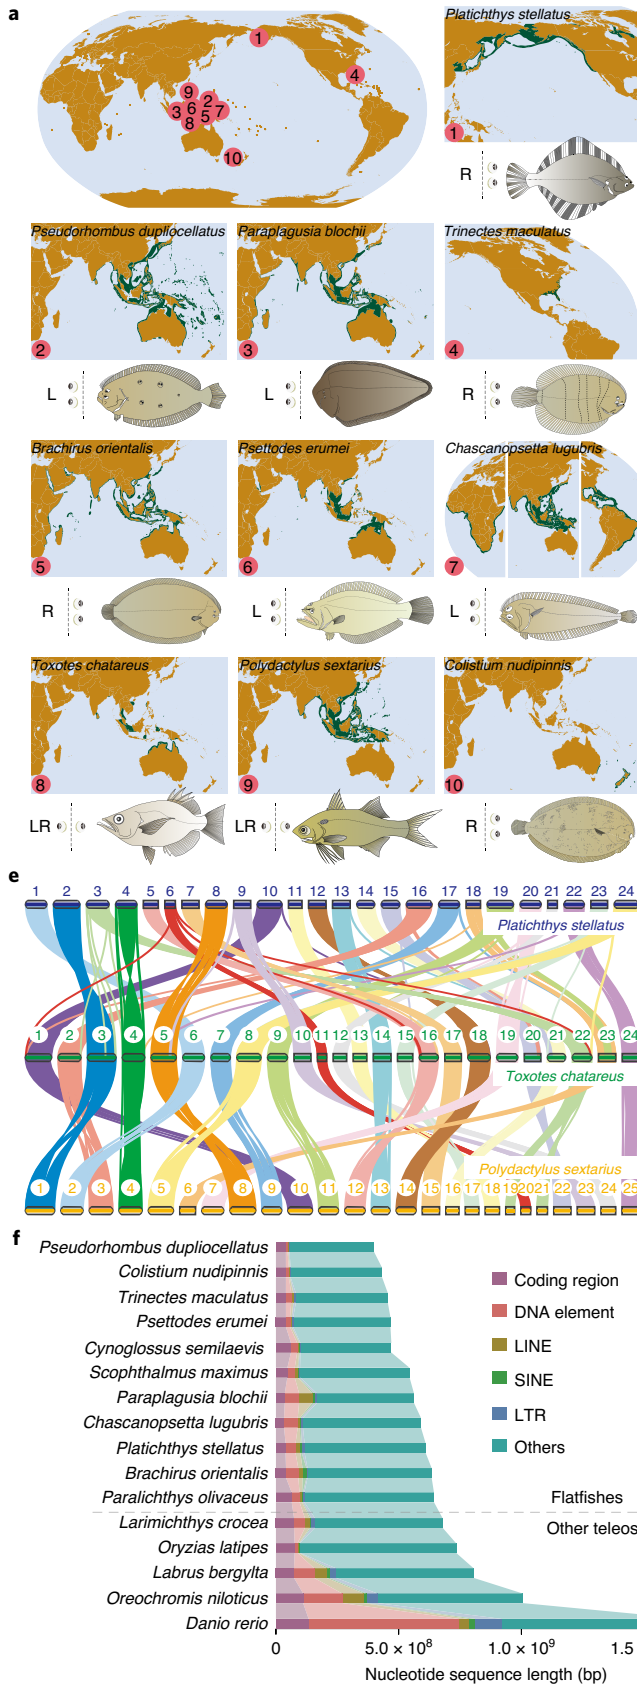 a
1
4
9
2
3 6 7
5
8
10
Platichthys stellatus
1
R
Pseudorhombus dupliocellatus
2
L
Paraplagusia blochii
3
L
Trinectes maculatus
4
R
Brachirus orientalis
5
R
Psettodes erumei
6
L
Chascanopsetta lugubris
7
L
Toxotes chatareus
8
LR
Polydactylus sextarius
9
LR
Colistium nudipinnis
10
R
e
1 2 3 4 5 6 7 8 9 10 11 12 13 14 15 16 17 18 19 20 21 22 23 24
Platichthys stellatus
1 2 3 4 5 6 7 8 9 10 11 12 13 14 15 16 17 18 19 20 21 22 23 24
Toxotes chatareus
Polydactylus sextarius
1 2 3 4 5 6 7 8 9 10 11 12 13 14 15 16 17 18 19 20 21 22 23 24 25
f
Pseudorhombus dupliocellatus
Colistium nudipinnis
Trinectes maculatus
Psettodes erumei
Cynoglossus semilaevis
Scophthalmus maximus
Paraplagusia blochii
Chascanopsetta lugubris
Platichthys stellatus
Brachirus orientalis
Paralichthys olivaceus
Larimichthys crocea
Oryzias latipes
Labrus bergylta
Oreochromis niloticus
Danio rerio
Coding region
DNA element
LINE
SINE
LTR
Others
Flatfishes
Other teleos
0 5.0 × 10⁸ 1.0 × 10⁹ 1.5
Nucleotide sequence length (bp)